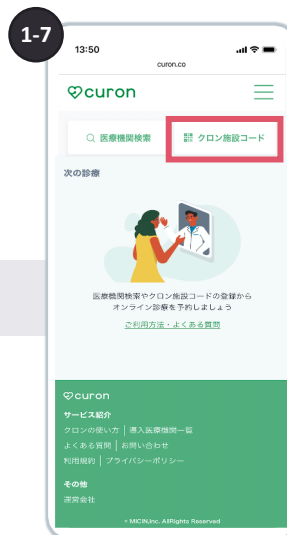 1-7
13:50
curon.co
curon
医療機関検索
クロン施設コード
次の診療
医療機関検索やクロン施設コードの登録から
オンライン診療を予約しましょう
ご利用方法・よくある質問
curon
サービス紹介
クロンの使い方 | 導入医療機関一覧
よくある質問 | お問い合わせ
利用規約 | プライバシーポリシー
その他
運営会社
© MICIN,Inc. AllRights Reserved